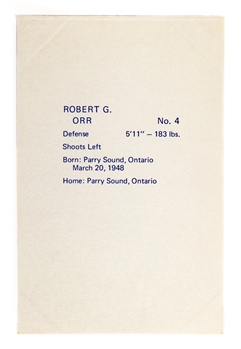 ROBERT G.
ORR No. 4
Defense 5'11" — 183 lbs.
Shoots Left
Born: Parry Sound, Ontario
March 20, 1948
Home: Parry Sound, Ontario